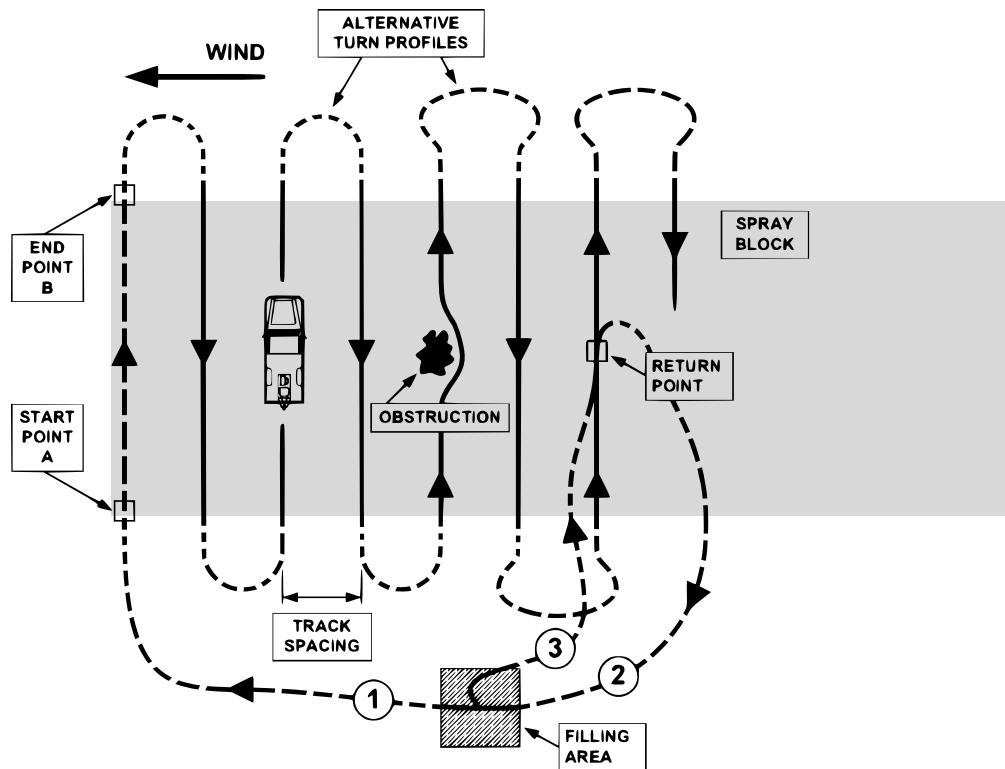 ALTERNATIVE
TURN PROFILES
WIND
END
POINT
B
SPRAY
BLOCK
START
POINT
A
OBSTRUCTION
RETURN
POINT
TRACK
SPACING
3
2
1
FILLING
AREA